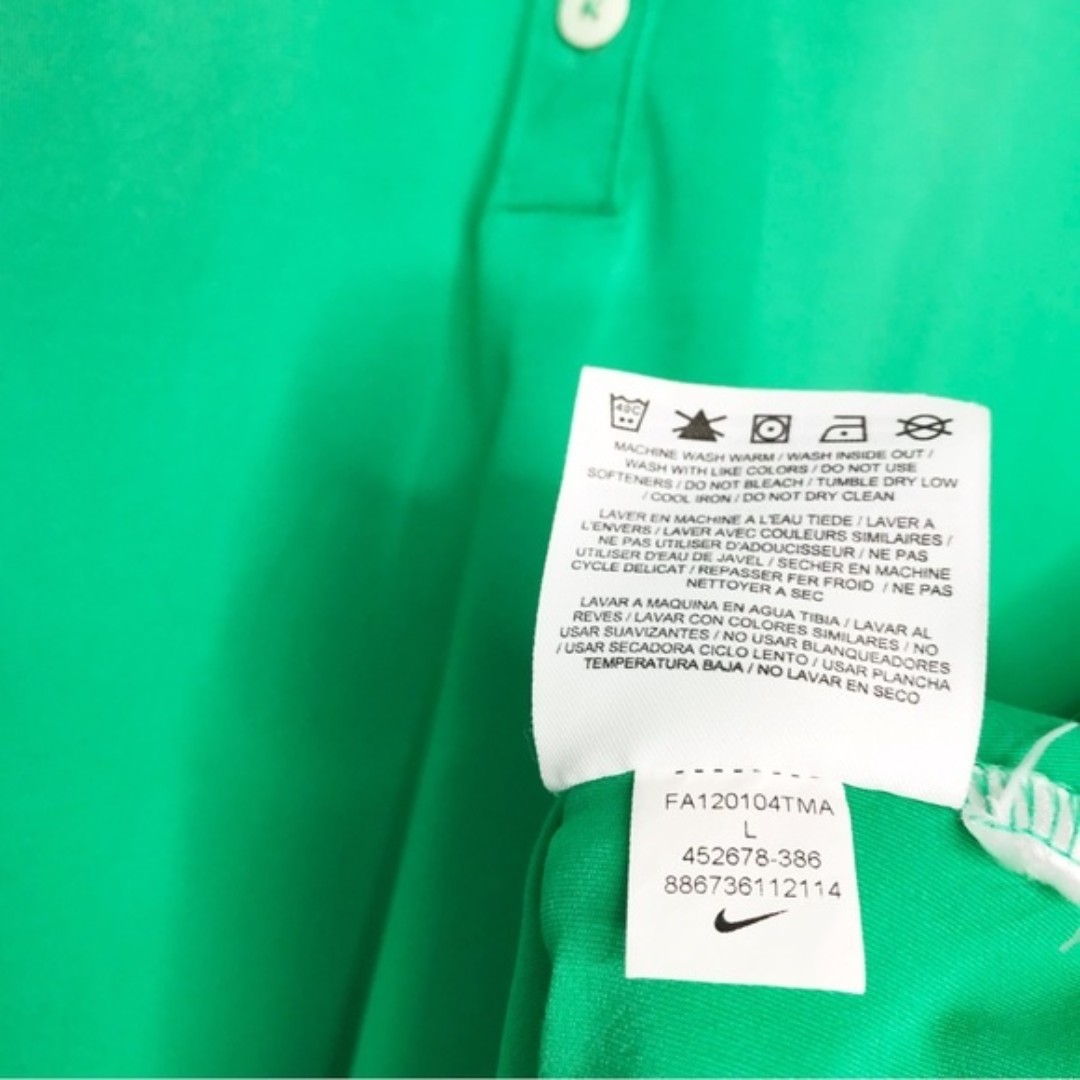 40C
MACHINE WASH WARM / WASH INSIDE OUT /
WASH WITH LIKE COLORS / DO NOT USE
SOFTENERS / DO NOT BLEACH / TUMBLE DRY LOW
/ COOL IRON / DO NOT DRY CLEAN
LAVER EN MACHINE A L'EAU TIEDE / LAVER A
L'ENVERS / LAVER AVEC COULEURS SIMILAIRES /
NE PAS UTILISER D'ADOUCISSEUR / NE PAS
UTILISER D'EAU DE JAVEL / SECHER EN MACHINE
CYCLE DELICAT / REPASSER FER FROID / NE PAS
NETTOYER A SEC
LAVAR A MAQUINA EN AGUA TIBIA / LAVAR AL
REVES / LAVAR CON COLORES SIMILARES / NO
USAR SUAVIZANTES / NO USAR BLANQUEADORES
/ USAR SECADORA CICLO LENTO / USAR PLANCHA
TEMPERATURA BAJA / NO LAVAR EN SECO
FA120104TMA
L
452678-386
886736112114